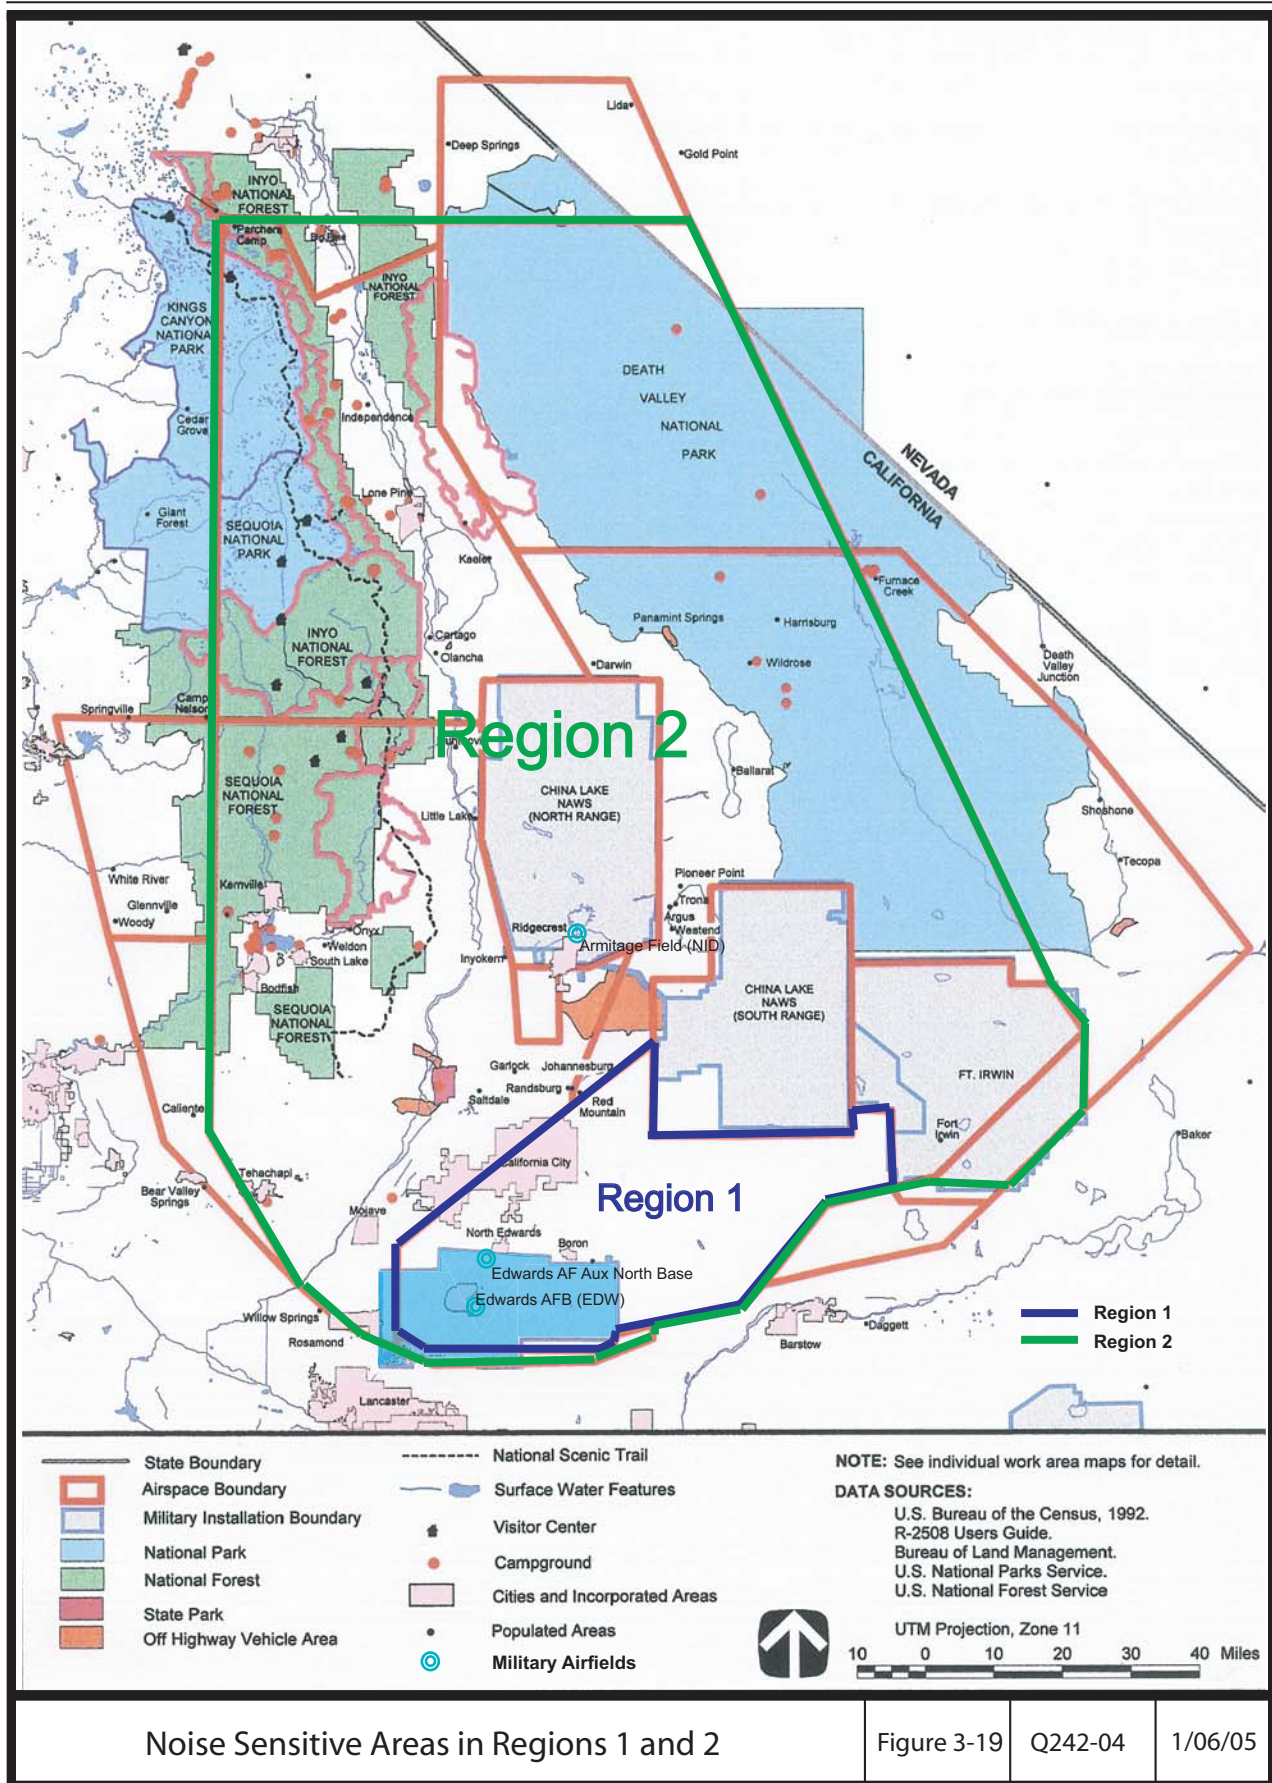 Lida
Deep Springs
Gold Point
INYO
NATIONAL
FOREST
Parchers
Camp
INYO
NATIONAL
FOREST
KINGS
CANYON
NATIONAL
PARK
DEATH
VALLEY
NATIONAL
PARK
Cedar
Grove
Independence
NEVADA
CALIFORNIA
Lone Pine
Giant
Forest
SEQUOIA
NATIONAL
PARK
Keeler
Furnace
Creek
Panamint Springs
Harrisburg
INYO
NATIONAL
FOREST
Cartago
Olancha
Darwin
Wildrose
Death
Valley
Junction
Camp
Nelson
Springville
Region 2
Ballarat
SEQUOIA
NATIONAL
FOREST
CHINA LAKE
NAWS
(NORTH RANGE)
Little Lake
Shoshone
Tecopa
White River
Glennville
Woody
Kernville
Pioneer Point
Trona
Argus
Westend
Ridgecrest
Armitage Field (NID)
Onyx
Weldon
South Lake
Inyokern
Bodfish
CHINA LAKE
NAWS
(SOUTH RANGE)
SEQUOIA
NATIONAL
FOREST
Garlock
Johannesburg
Randsburg
Saltdale
Red
Mountain
FT. IRWIN
Fort
Irwin
Baker
Caliente
California City
Tehachapi
Bear Valley
Springs
Mojave
Region 1
North Edwards
Boron
Edwards AF Aux North Base
Edwards AFB (EDW)
Willow Springs
Rosamond
Daggett
Barstow
Lancaster
Region 1
Region 2
State Boundary
Airspace Boundary
Military Installation Boundary
National Park
National Forest
State Park
Off Highway Vehicle Area
National Scenic Trail
Surface Water Features
Visitor Center
Campground
Cities and Incorporated Areas
Populated Areas
Military Airfields
NOTE: See individual work area maps for detail.
DATA SOURCES:
U.S. Bureau of the Census, 1992.
R-2508 Users Guide.
Bureau of Land Management.
U.S. National Parks Service.
U.S. National Forest Service
UTM Projection, Zone 11
10 0 10 20 30 40 Miles
Noise Sensitive Areas in Regions 1 and 2
Figure 3-19
Q242-04
1/06/05